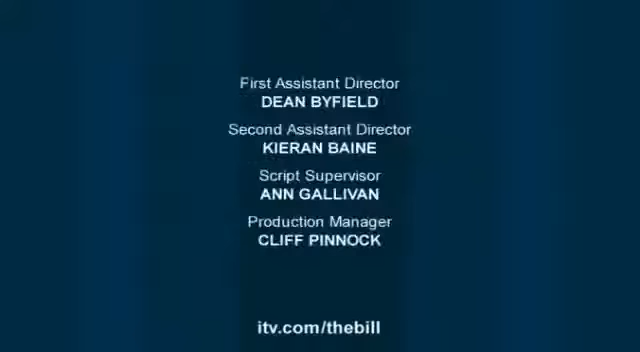 First Assistant Director
DEAN BYFIELD
Second Assistant Director
KIERAN BAINE
Script Supervisor
ANN GALLIVAN
Production Manager
CLIFF PINNOCK
itv.com/thebill